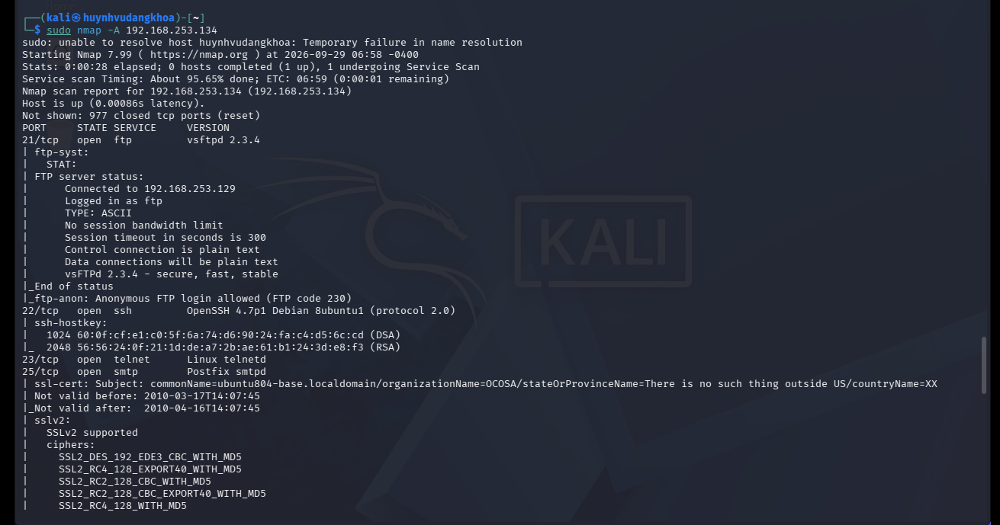 Home
┌──(kali㉿huynhvudangkhoa)-[~]
└─$ sudo nmap -A 192.168.253.134
sudo: unable to resolve host huynhvudangkhoa: Temporary failure in name resolution
Starting Nmap 7.99 ( https://nmap.org ) at 2026-09-29 06:58 -0400
Stats: 0:00:28 elapsed; 0 hosts completed (1 up), 1 undergoing Service Scan
Service scan Timing: About 95.65% done; ETC: 06:59 (0:00:01 remaining)
Nmap scan report for 192.168.253.134 (192.168.253.134)
Host is up (0.00086s latency).
Not shown: 977 closed tcp ports (reset)
PORT     STATE SERVICE     VERSION
21/tcp   open  ftp         vsftpd 2.3.4
| ftp-syst:
|   STAT:
| FTP server status:
|      Connected to 192.168.253.129
|      Logged in as ftp
|      TYPE: ASCII
|      No session bandwidth limit
|      Session timeout in seconds is 300
|      Control connection is plain text
|      Data connections will be plain text
|      vsFTPd 2.3.4 - secure, fast, stable
|_End of status
|_ftp-anon: Anonymous FTP login allowed (FTP code 230)
22/tcp   open  ssh         OpenSSH 4.7p1 Debian 8ubuntu1 (protocol 2.0)
| ssh-hostkey:
|   1024 60:0f:cf:e1:c0:5f:6a:74:d6:90:24:fa:c4:d5:6c:cd (DSA)
|_  2048 56:56:24:0f:21:1d:de:a7:2b:ae:61:b1:24:3d:e8:f3 (RSA)
23/tcp   open  telnet      Linux telnetd
25/tcp   open  smtp        Postfix smtpd
| ssl-cert: Subject: commonName=ubuntu804-base.localdomain/organizationName=OCOSA/stateOrProvinceName=There is no such thing outside US/countryName=XX
| Not valid before: 2010-03-17T14:07:45
|_Not valid after:  2010-04-16T14:07:45
| sslv2:
|   SSLv2 supported
|   ciphers:
|     SSL2_DES_192_EDE3_CBC_WITH_MD5
|     SSL2_RC4_128_EXPORT40_WITH_MD5
|     SSL2_RC2_128_CBC_WITH_MD5
|     SSL2_RC2_128_CBC_EXPORT40_WITH_MD5
|     SSL2_RC4_128_WITH_MD5
KALI